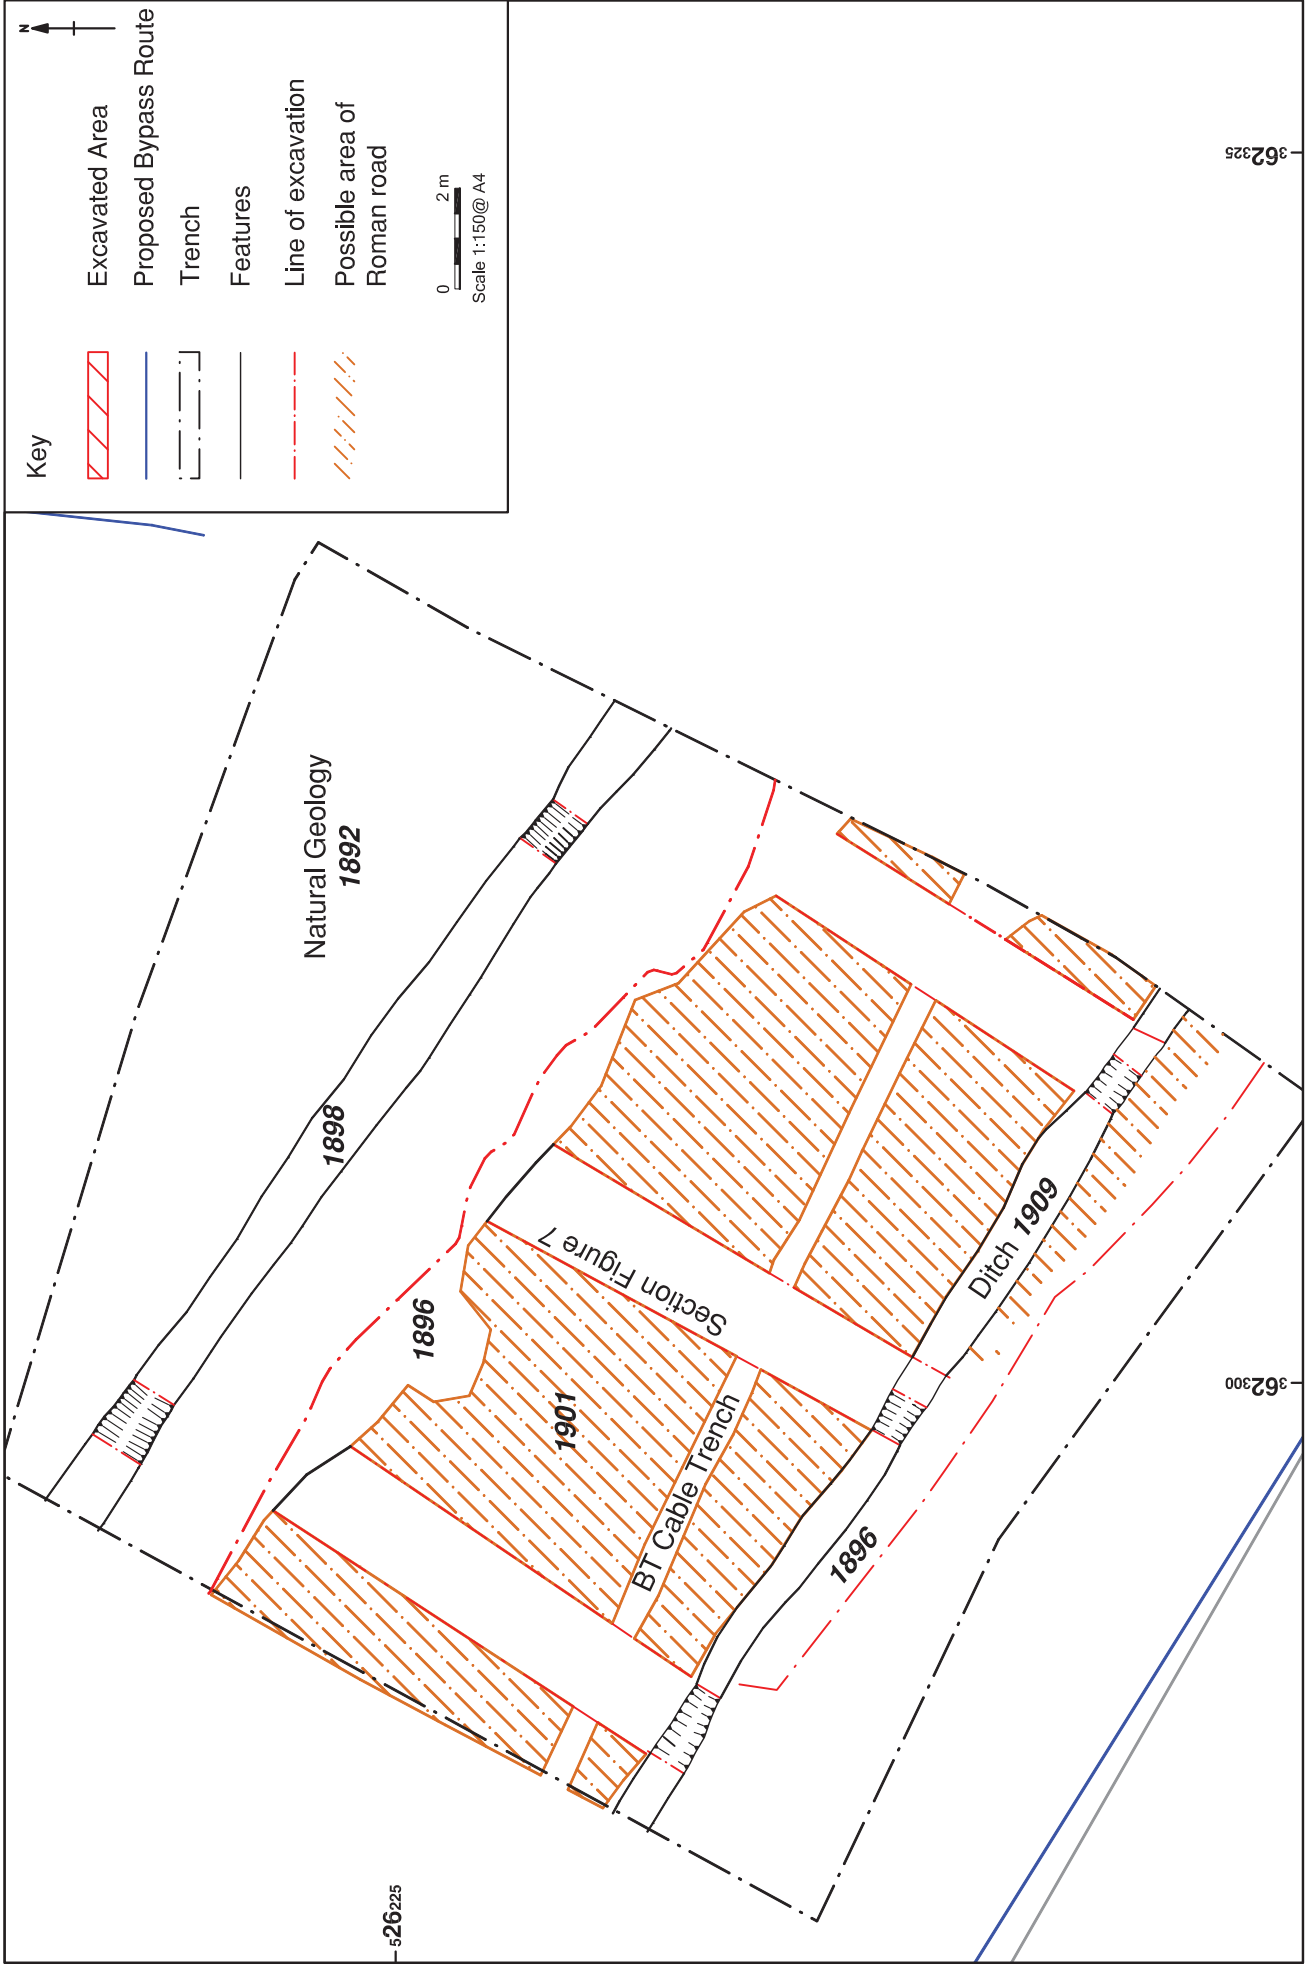 Key
N
Excavated Area
Proposed Bypass Route
Trench
Features
Line of excavation
Possible area of
Roman road
0 2 m
Scale 1:150@ A4
Natural Geology
1892
1898
1896
Section Figure 7
1901
BT Cable Trench
Ditch 1909
1896
526225
362300
362325